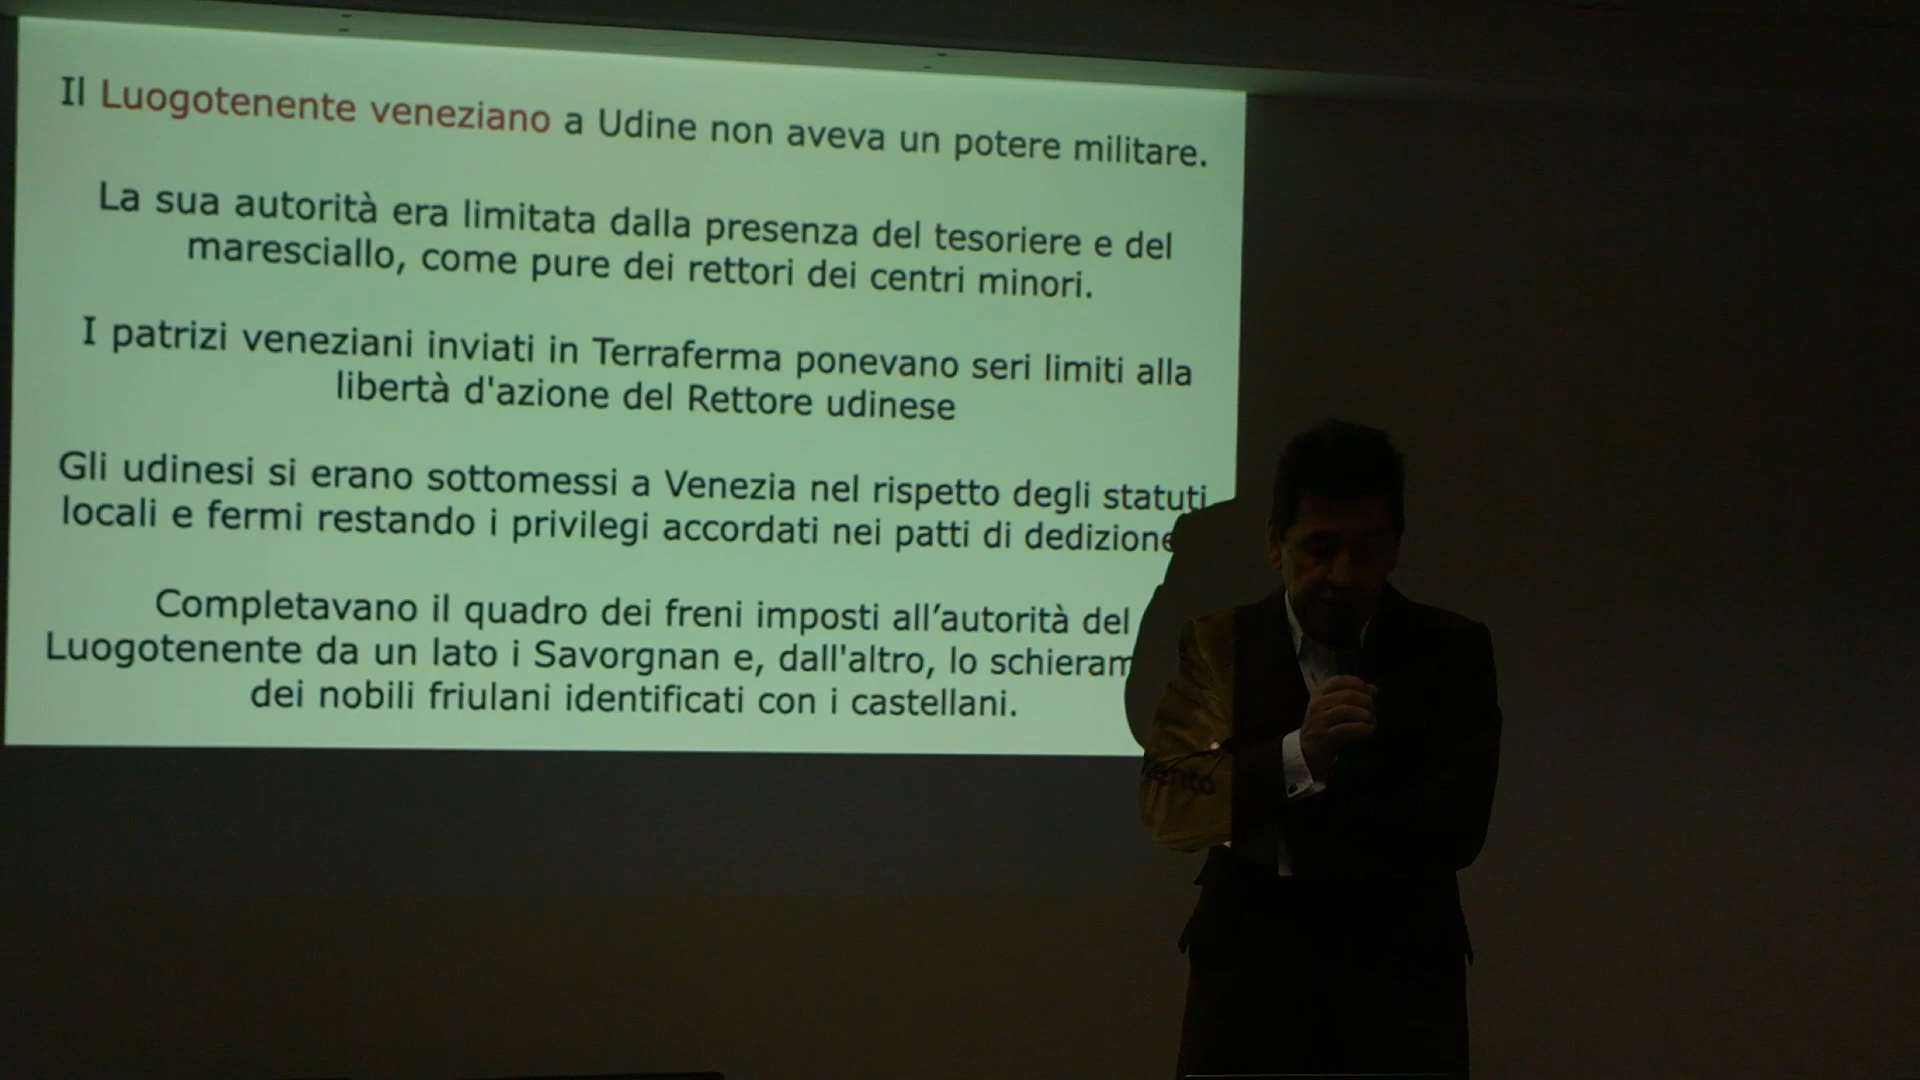 Il Luogotenente veneziano a Udine non aveva un potere militare.
La sua autorità era limitata dalla presenza del tesoriere e del
maresciallo, come pure dei rettori dei centri minori.
I patrizi veneziani inviati in Terraferma ponevano seri limiti alla
libertà d'azione del Rettore udinese
Gli udinesi si erano sottomessi a Venezia nel rispetto degli statuti
locali e fermi restando i privilegi accordati nei patti di dedizione
Completavano il quadro dei freni imposti all’autorità del
Luogotenente da un lato i Savorgnan e, dall'altro, lo schieram
dei nobili friulani identificati con i castellani.